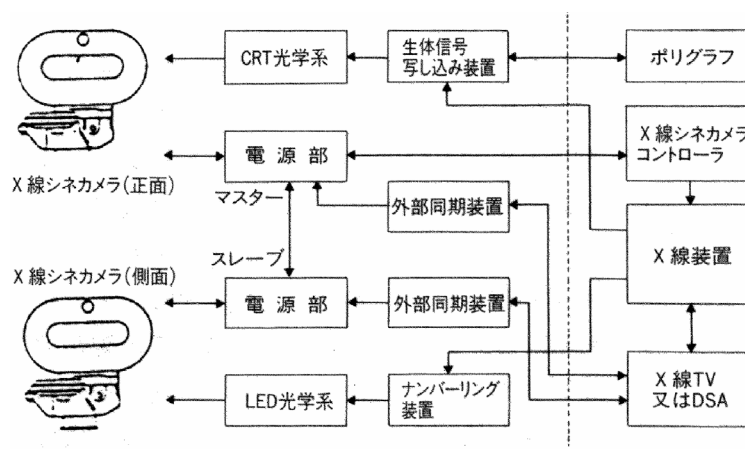 CRT光学系
生体信号
写し込み装置
ポリグラフ
X線シネカメラ(正面)
電源部
X線シネカメラ
コントローラ
マスター
外部同期装置
X線装置
X線シネカメラ(側面)
スレーブ
電源部
外部同期装置
LED光学系
ナンバーリング
装置
X線TV
又はDSA